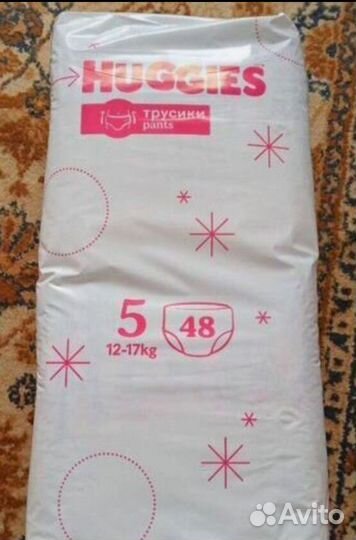 HUGGIES
трусики
pants
5
12-17kg
48
Avito